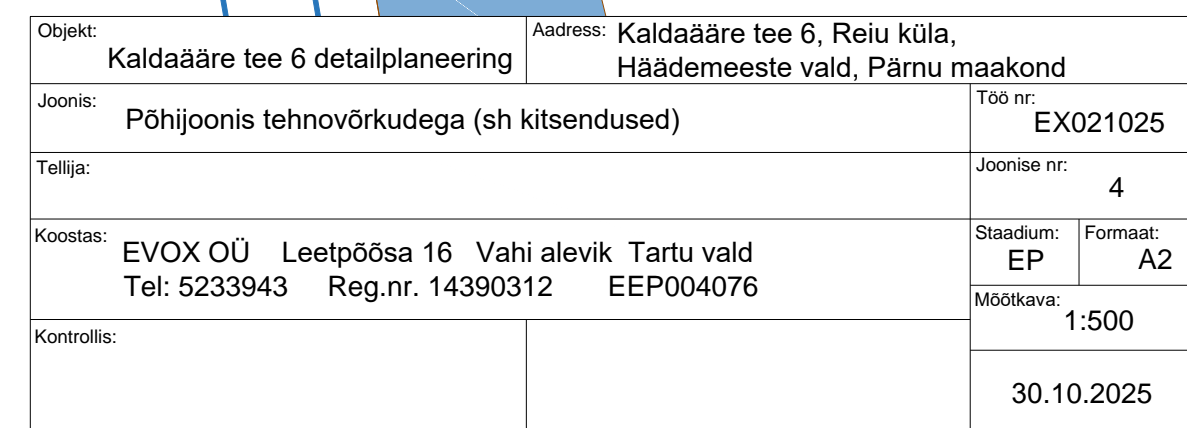 Objekt:
Kaldaääre tee 6 detailplaneering
Aadress: Kaldaääre tee 6, Reiu küla,
Häädemeeste vald, Pärnu maakond
Joonis:
Põhijoonis tehnovõrkudega (sh kitsendused)
Töö nr:
EX021025
Tellija:
Joonise nr:
4
Koostas:
EVOX OÜ Leetpõõsa 16 Vahi alevik Tartu vald
Tel: 5233943 Reg.nr. 14390312 EEP004076
Staadium:
EP
Formaat:
A2
Mõõtkava:
1:500
Kontrollis:
30.10.2025